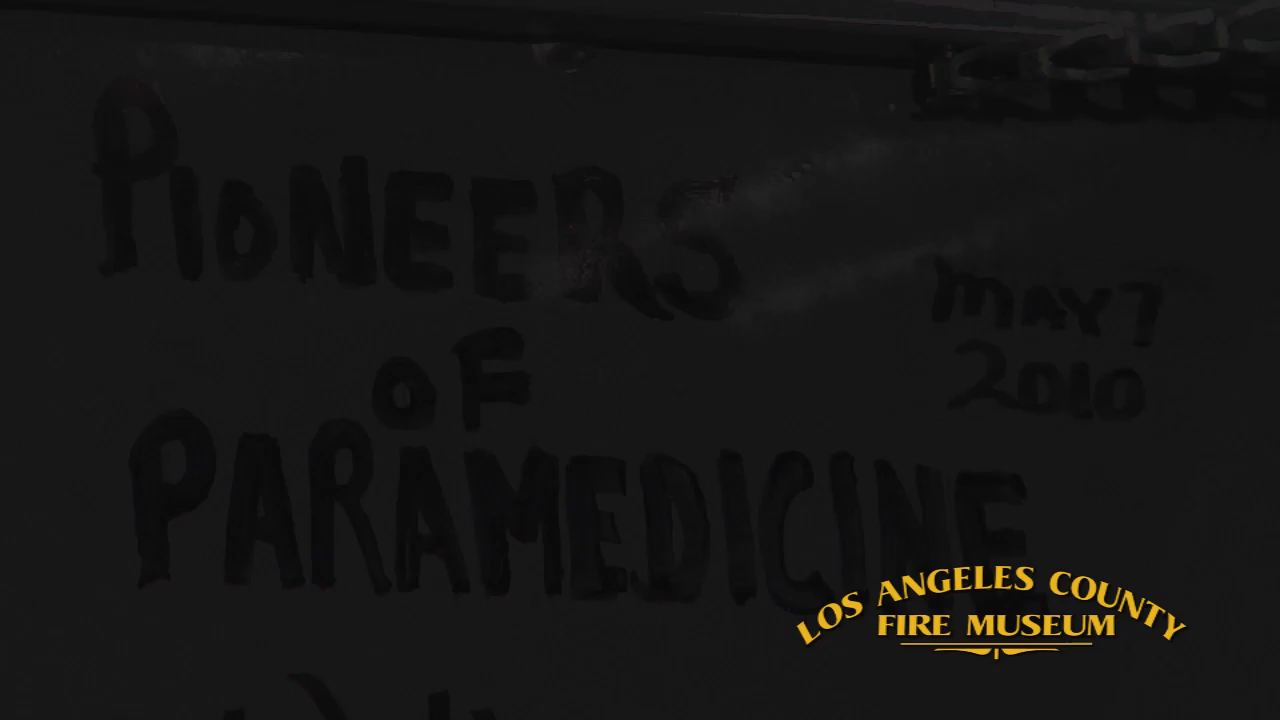 PIONEERS
OF
PARAMEDICINE
MAY 7
2010
LOS ANGELES COUNTY
FIRE MUSEUM